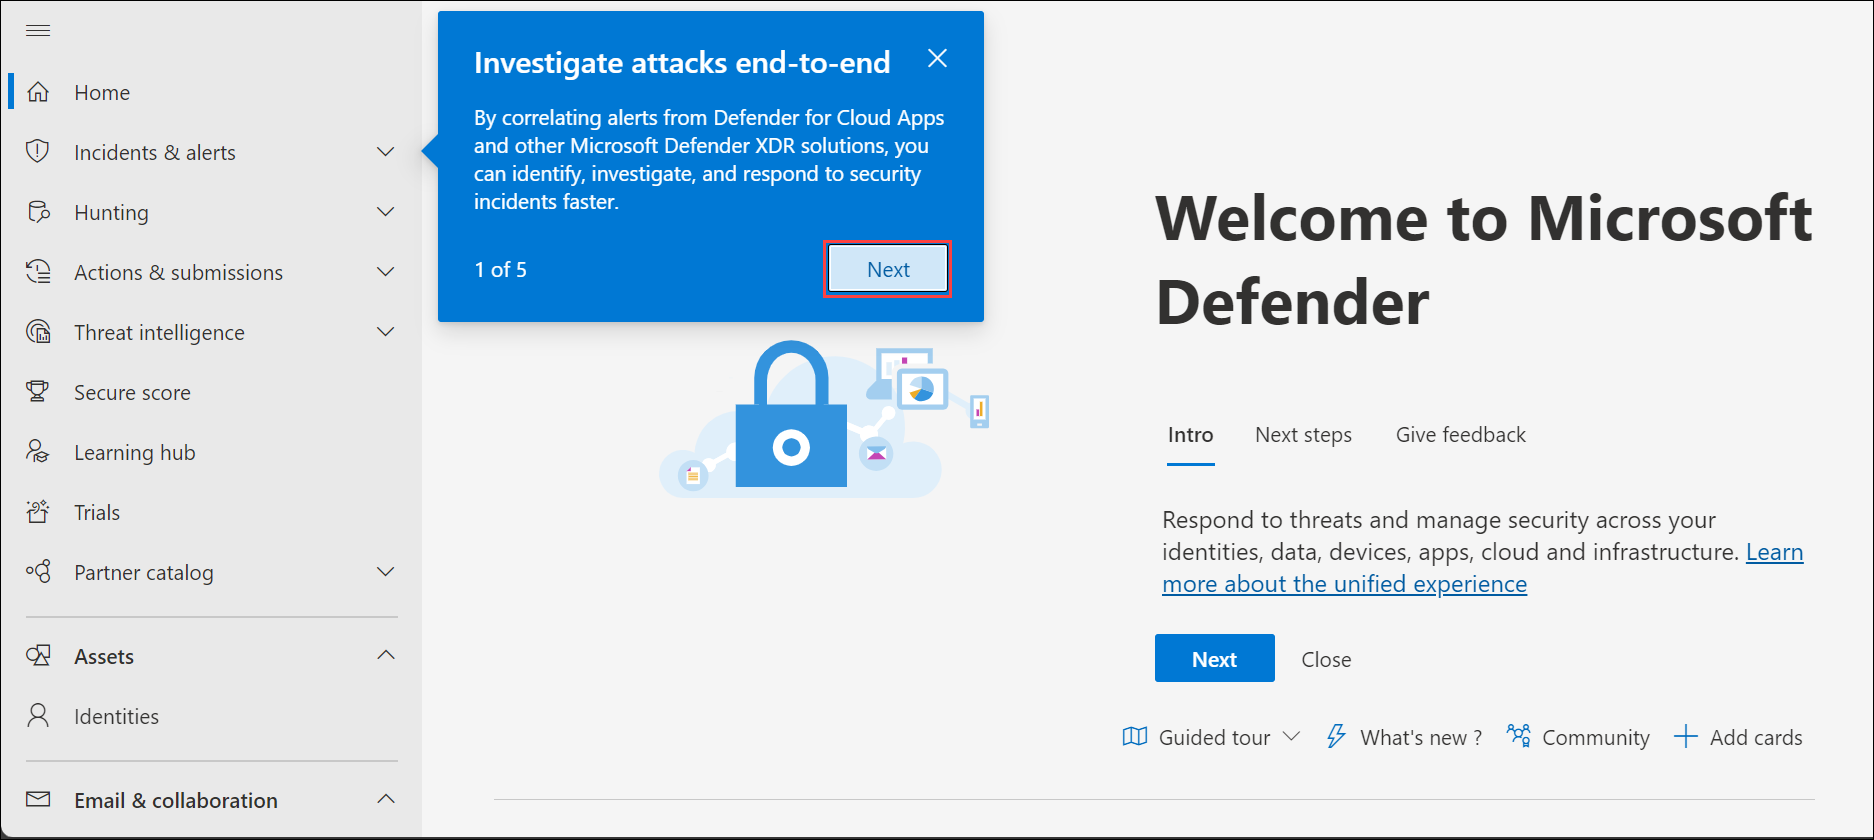 Home
Incidents & alerts
Hunting
Actions & submissions
Threat intelligence
Secure score
Learning hub
Trials
Partner catalog
Assets
Identities
Email & collaboration
Investigate attacks end-to-end
By correlating alerts from Defender for Cloud Apps
and other Microsoft Defender XDR solutions, you
can identify, investigate, and respond to security
incidents faster.
1 of 5
Next
Welcome to Microsoft
Defender
Intro
Next steps
Give feedback
Respond to threats and manage security across your
identities, data, devices, apps, cloud and infrastructure. Learn
more about the unified experience
Next
Close
Guided tour
What's new ?
Community
Add cards